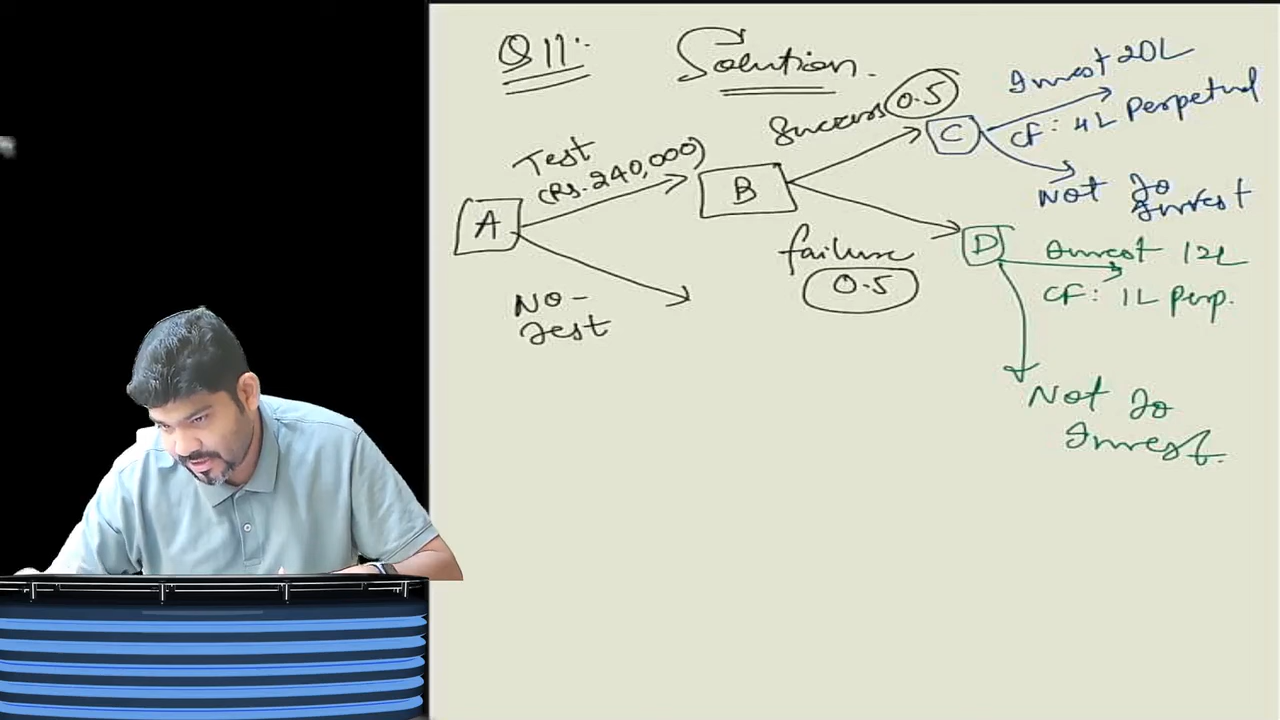 Q11:
Solution.
Test
(Rs. 240,000)
A
No-
Test
B
Success 0.5
failure
0.5
C
Invest 20L
CF: 4L Perpetual
Not To
Invest
D
Invest 12L
CF: 1L Perp.
Not To
Invest.